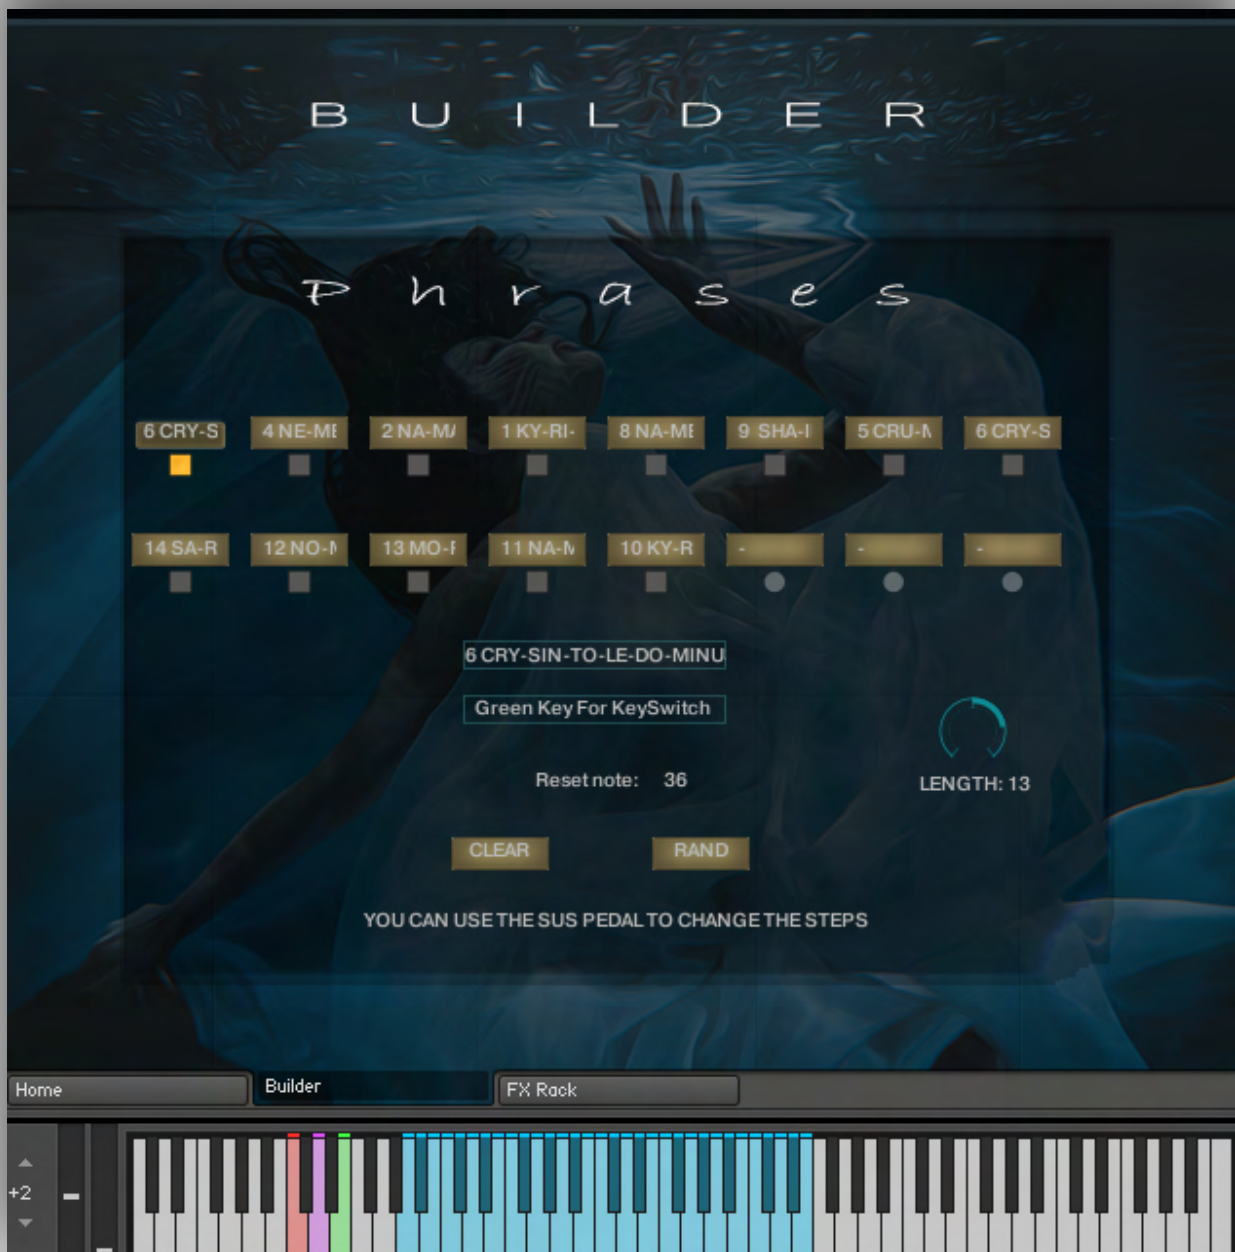 BUILDER
Phrases
6 CRY-S 4 NE-ME 2 NA-MA 1 KY-RI- 8 NA-ME 9 SHA-I 5 CRU-M 6 CRY-S
14 SA-R 12 NO-M 13 MO-F 11 NA-M 10 KY-R - - -
6 CRY-SIN-TO-LE-DO-MINU
Green Key For KeySwitch
Reset note: 36
LENGTH: 13
CLEAR RAND
YOU CAN USE THE SUS PEDAL TO CHANGE THE STEPS
Home Builder FX Rack
+2